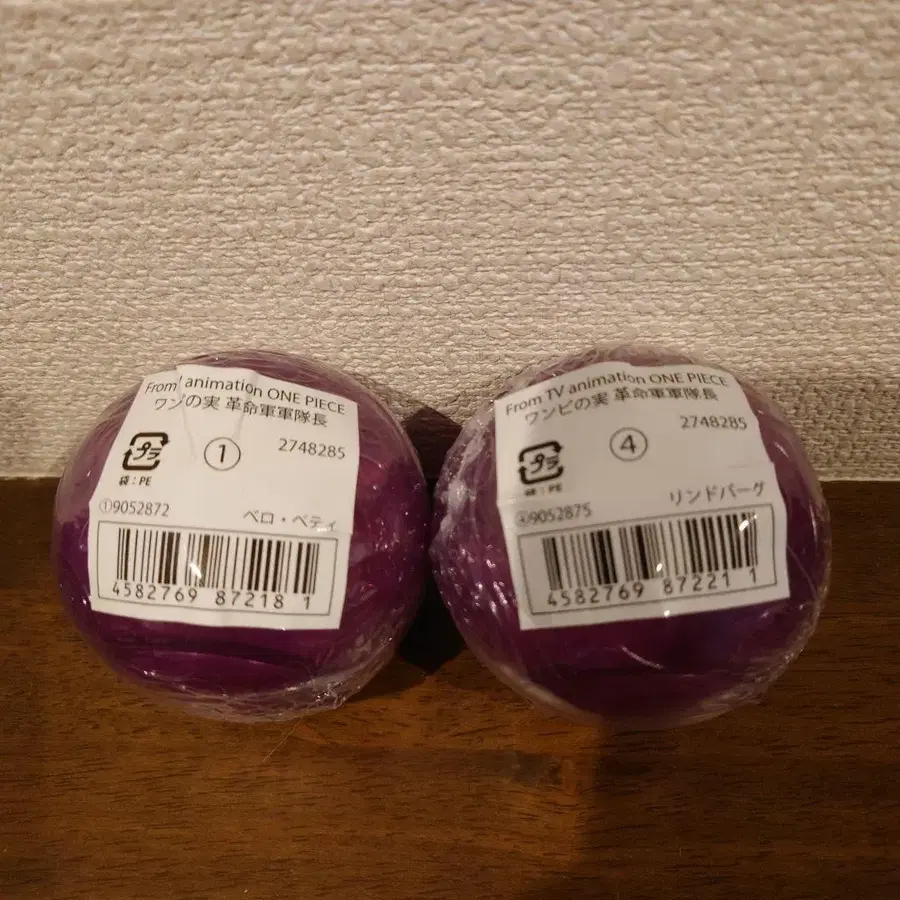 From animation ONE PIECE
ワンの実 革命軍軍隊長
プラ
袋:PE
①
2748285
①9052872
ベロ・ベティ
4582769 87218 1
From TV animation ONE PIECE
ワンピの実 革命軍軍隊長
プラ
袋:PE
④
2748285
④9052875
リンドバーグ
4582769 87221 1